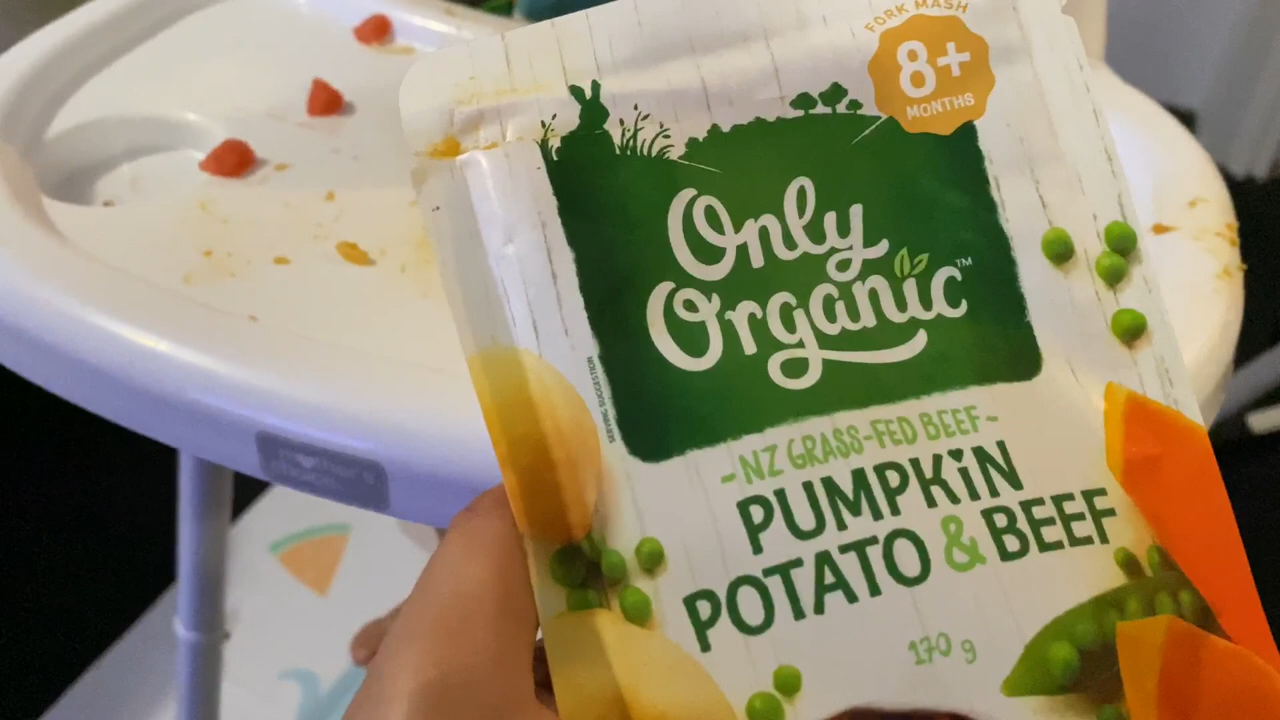 FORK MASH
8+
MONTHS
Only
Organic™
SERVING SUGGESTION
-NZ GRASS-FED BEEF-
PUMPKiN
POTATO & BEEF
170 g